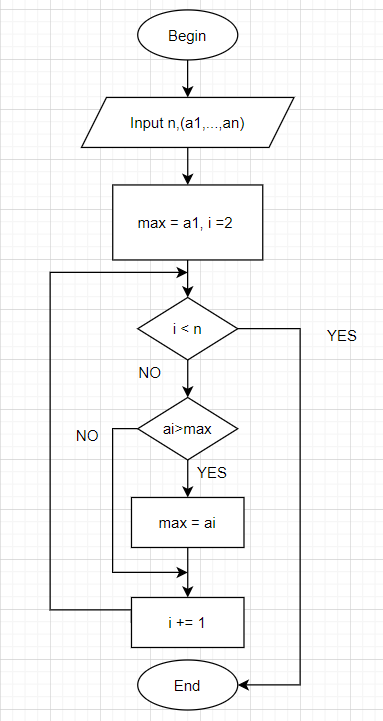 Begin
Input n,(a1,...,an)
max = a1, i =2
i < n
YES
NO
ai>max
NO
YES
max = ai
i += 1
End